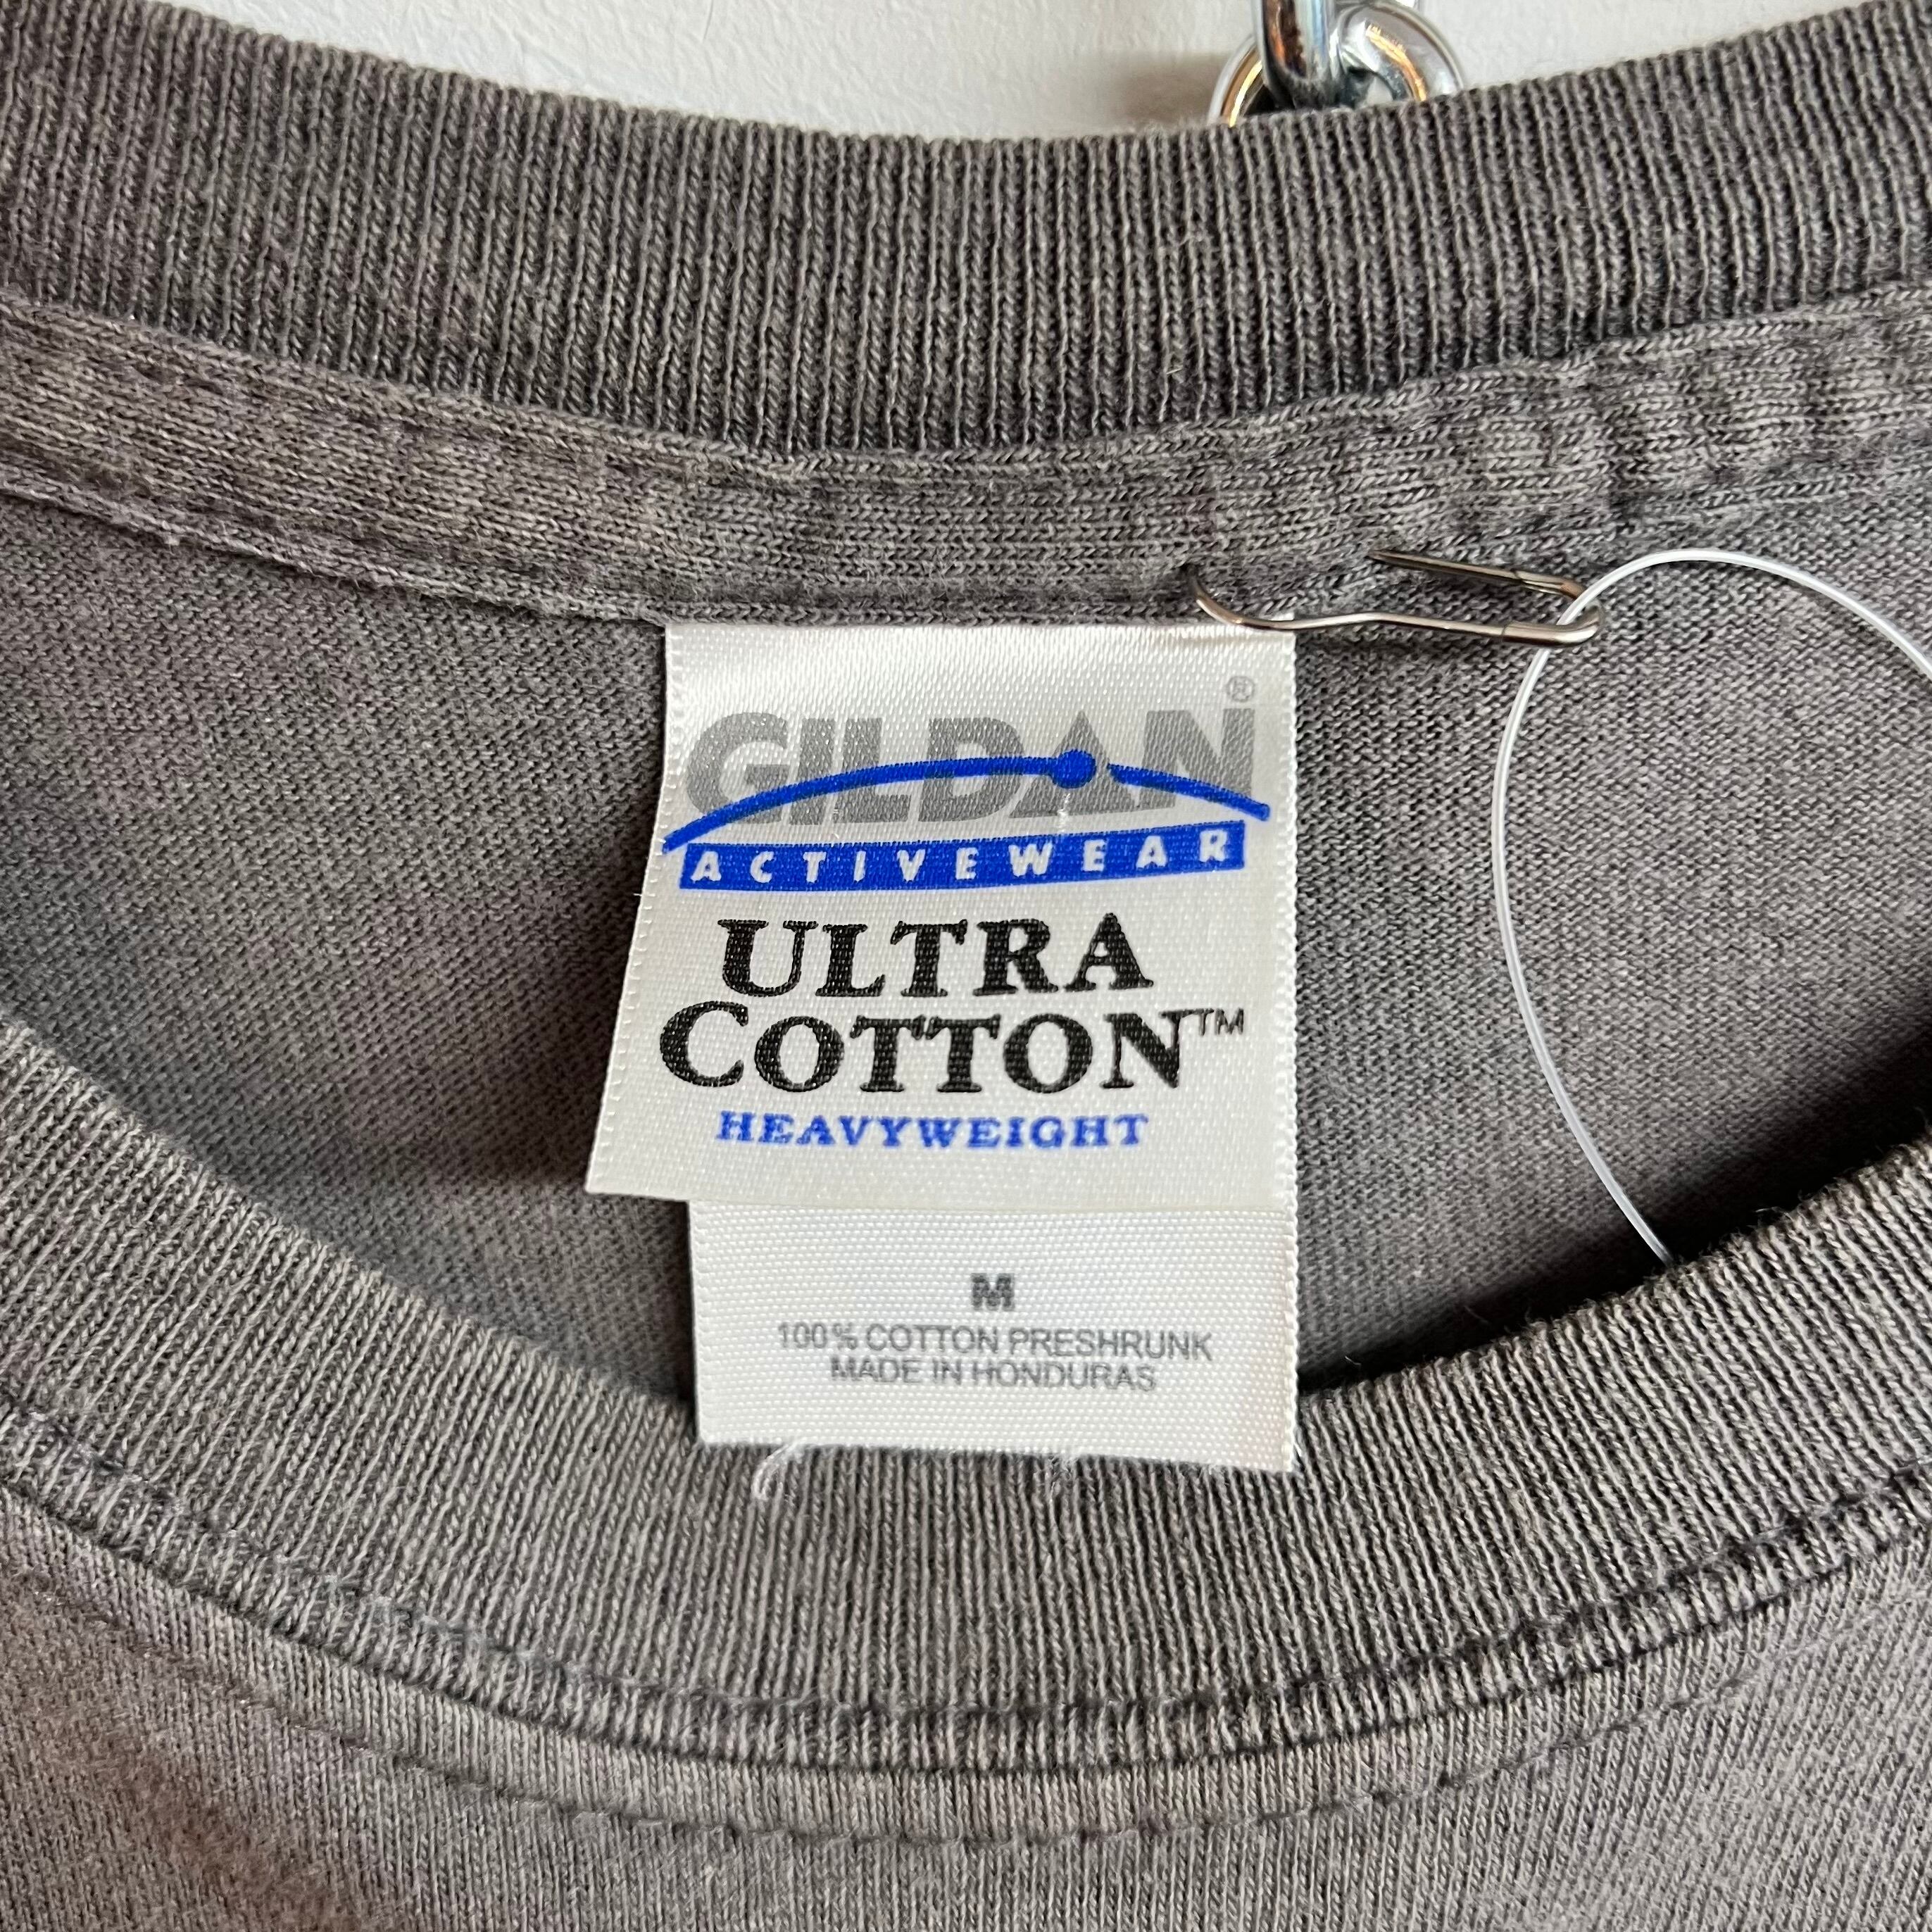 GILDAN®
ACTIVEWEAR
ULTRA
COTTON™
HEAVYWEIGHT
M
100% COTTON PRESHRUNK
MADE IN HONDURAS